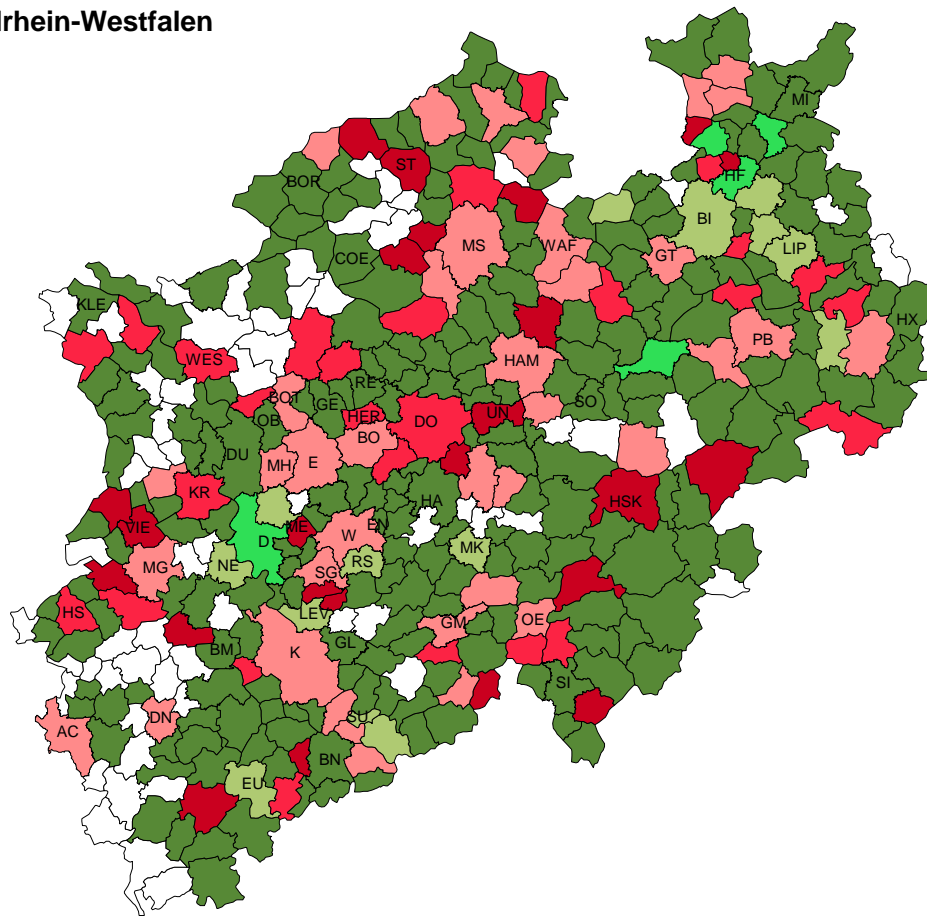 lrhein-Westfalen
MI
HF
ST
BOR
BI
MS
WAF
LIP
GT
COE
KLE
HX
PB
WES
HAM
RE
BOT
GE
SO
HER
UN
OB
DO
BO
DU
MH
E
KR
HSK
HA
VIE
ME
EN
W
D
MK
MG
NE
RS
SG
HS
LEV
OE
GM
GL
BM
K
SI
DN
SU
AC
BN
EU